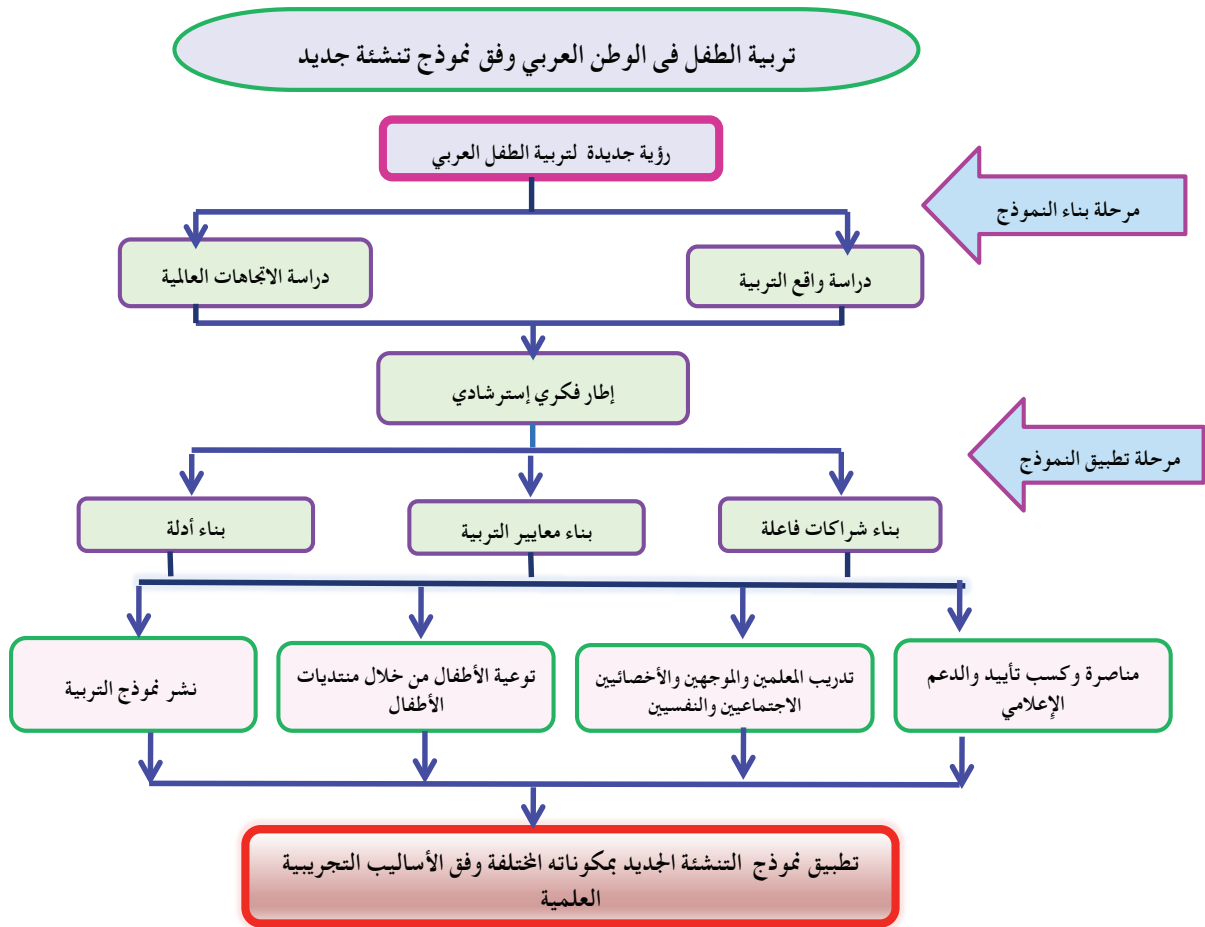 تربية الطفل فى الوطن العربي وفق نموذج تنشئة جديد
رؤية جديدة لتربية الطفل العربي
مرحلة بناء النموذج
دراسة واقع التربية
دراسة الاتجاهات العالمية
إطار فكري إسترشادي
مرحلة تطبيق النموذج
بناء شراكات فاعلة
بناء معايير التربية
بناء أدلة
مناصرة وكسب تأييد والدعم
الإعلامي
تدريب المعلمين والموجهين والأخصائيين
الاجتماعيين والنفسيين
توعية الأطفال من خلال منتديات
الأطفال
نشر نموذج التربية
تطبيق نموذج التنشئة الجديد بمكوناته المختلفة وفق الأساليب التجريبية
العلمية